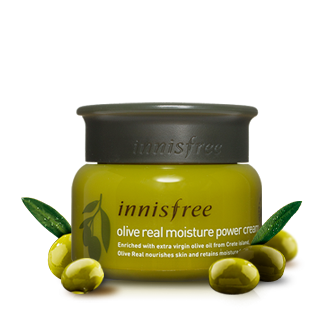 innisfree
innisfree
olive real moisture power cream
Enriched with extra virgin olive oil from Crete Island,
Olive Real nourishes skin and retains moisture